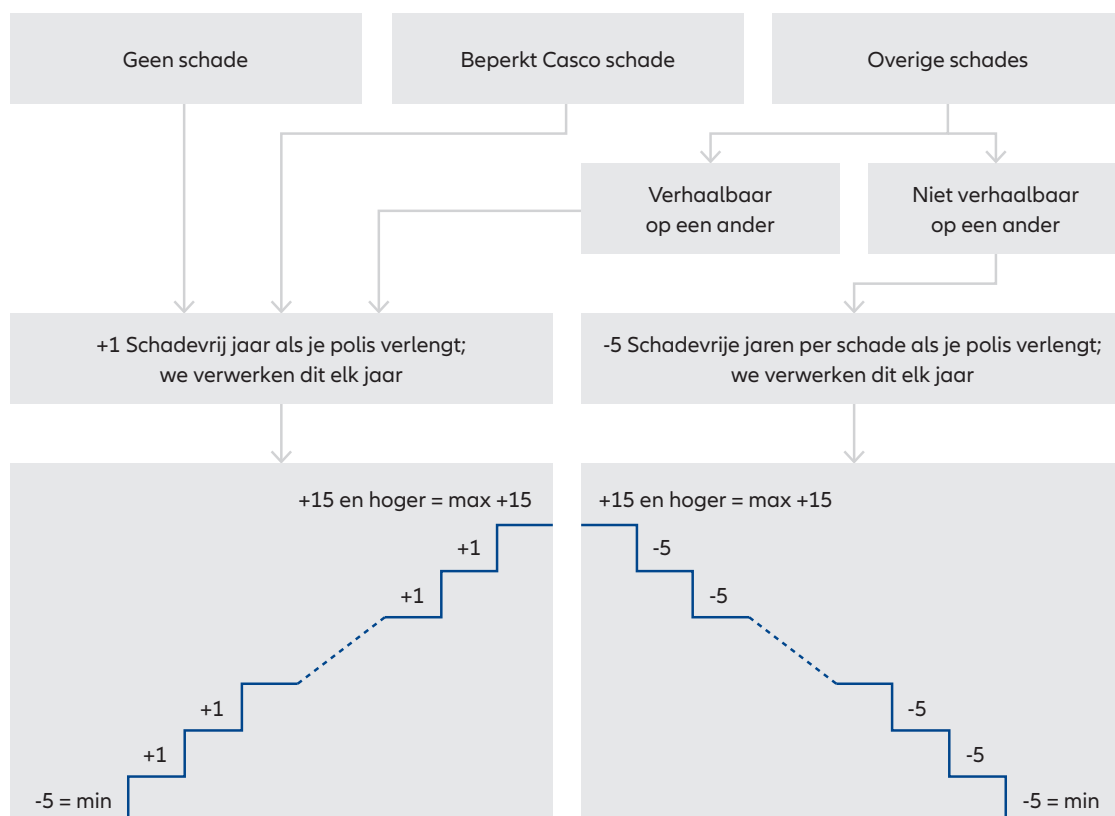 Geen schade
Beperkt Casco schade
Overige schades
Verhaalbaar
op een ander
Niet verhaalbaar
op een ander
+1 Schadevrij jaar als je polis verlengt;
we verwerken dit elk jaar
-5 Schadevrije jaren per schade als je polis verlengt;
we verwerken dit elk jaar
+15 en hoger = max +15
+1
+1
+1
+1
-5 = min
+15 en hoger = max +15
-5
-5
-5
-5
-5 = min